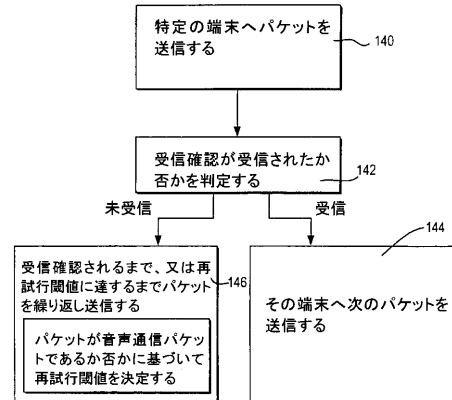 特定の端末へパケットを
送信する
140
受信確認が受信されたか
否かを判定する
142
未受信
受信
144
受信確認されるまで、又は再
試行閾値に達するまでパケット
を繰り返し送信する
146
パケットが音声通信パケッ
トであるか否かに基づいて
再試行閾値を決定する
その端末へ次のパケットを
送信する